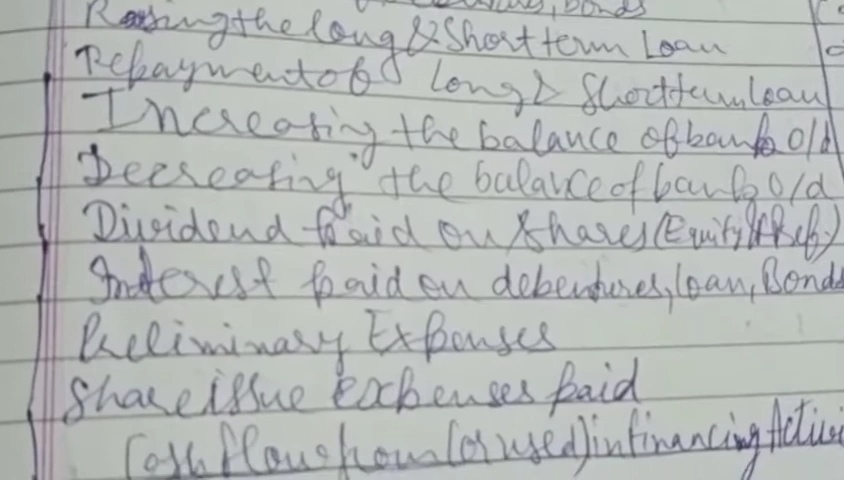 bonds
Raising the long & Short term Loan
Repayment of long & Short term loan
Increasing the balance of bank o/d
Decreasing the balance of bank o/d
Dividend paid on shares (Equity & Pref.)
Interest paid on debentures, loan, Bonds
Preliminary Expenses
Share issue expenses paid
Cash flow from (or used) in financing Activi